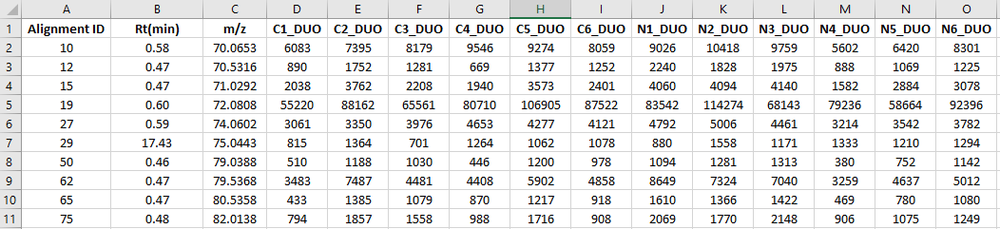 A B C D E F G H I J K L M N O
1 Alignment ID Rt(min) m/z C1_DUO C2_DUO C3_DUO C4_DUO C5_DUO C6_DUO N1_DUO N2_DUO N3_DUO N4_DUO N5_DUO N6_DUO
2 10 0.58 70.0653 6083 7395 8179 9546 9274 8059 9026 10418 9759 5602 6420 8301
3 12 0.47 70.5316 890 1752 1281 669 1377 1252 2240 1828 1975 888 1069 1225
4 15 0.47 71.0292 2038 3762 2208 1940 3573 2401 4060 4094 4140 1582 2884 3078
5 19 0.60 72.0808 55220 88162 65561 80710 106905 87522 83542 114274 68143 79236 58664 92396
6 27 0.59 74.0602 3061 3350 3976 4653 4277 4121 4792 5006 4461 3214 3542 3782
7 29 17.43 75.0443 815 1364 701 1264 1062 1078 880 1558 1171 1333 1210 1294
8 50 0.46 79.0388 510 1188 1030 446 1200 978 1094 1281 1313 380 752 1142
9 62 0.47 79.5368 3483 7487 4481 4408 5902 4858 8649 7324 7040 3259 4637 5012
10 65 0.47 80.5358 433 1385 1079 870 1217 918 1610 1366 1422 469 780 1080
11 75 0.48 82.0138 794 1857 1558 988 1716 908 2069 1770 2148 906 1075 1249